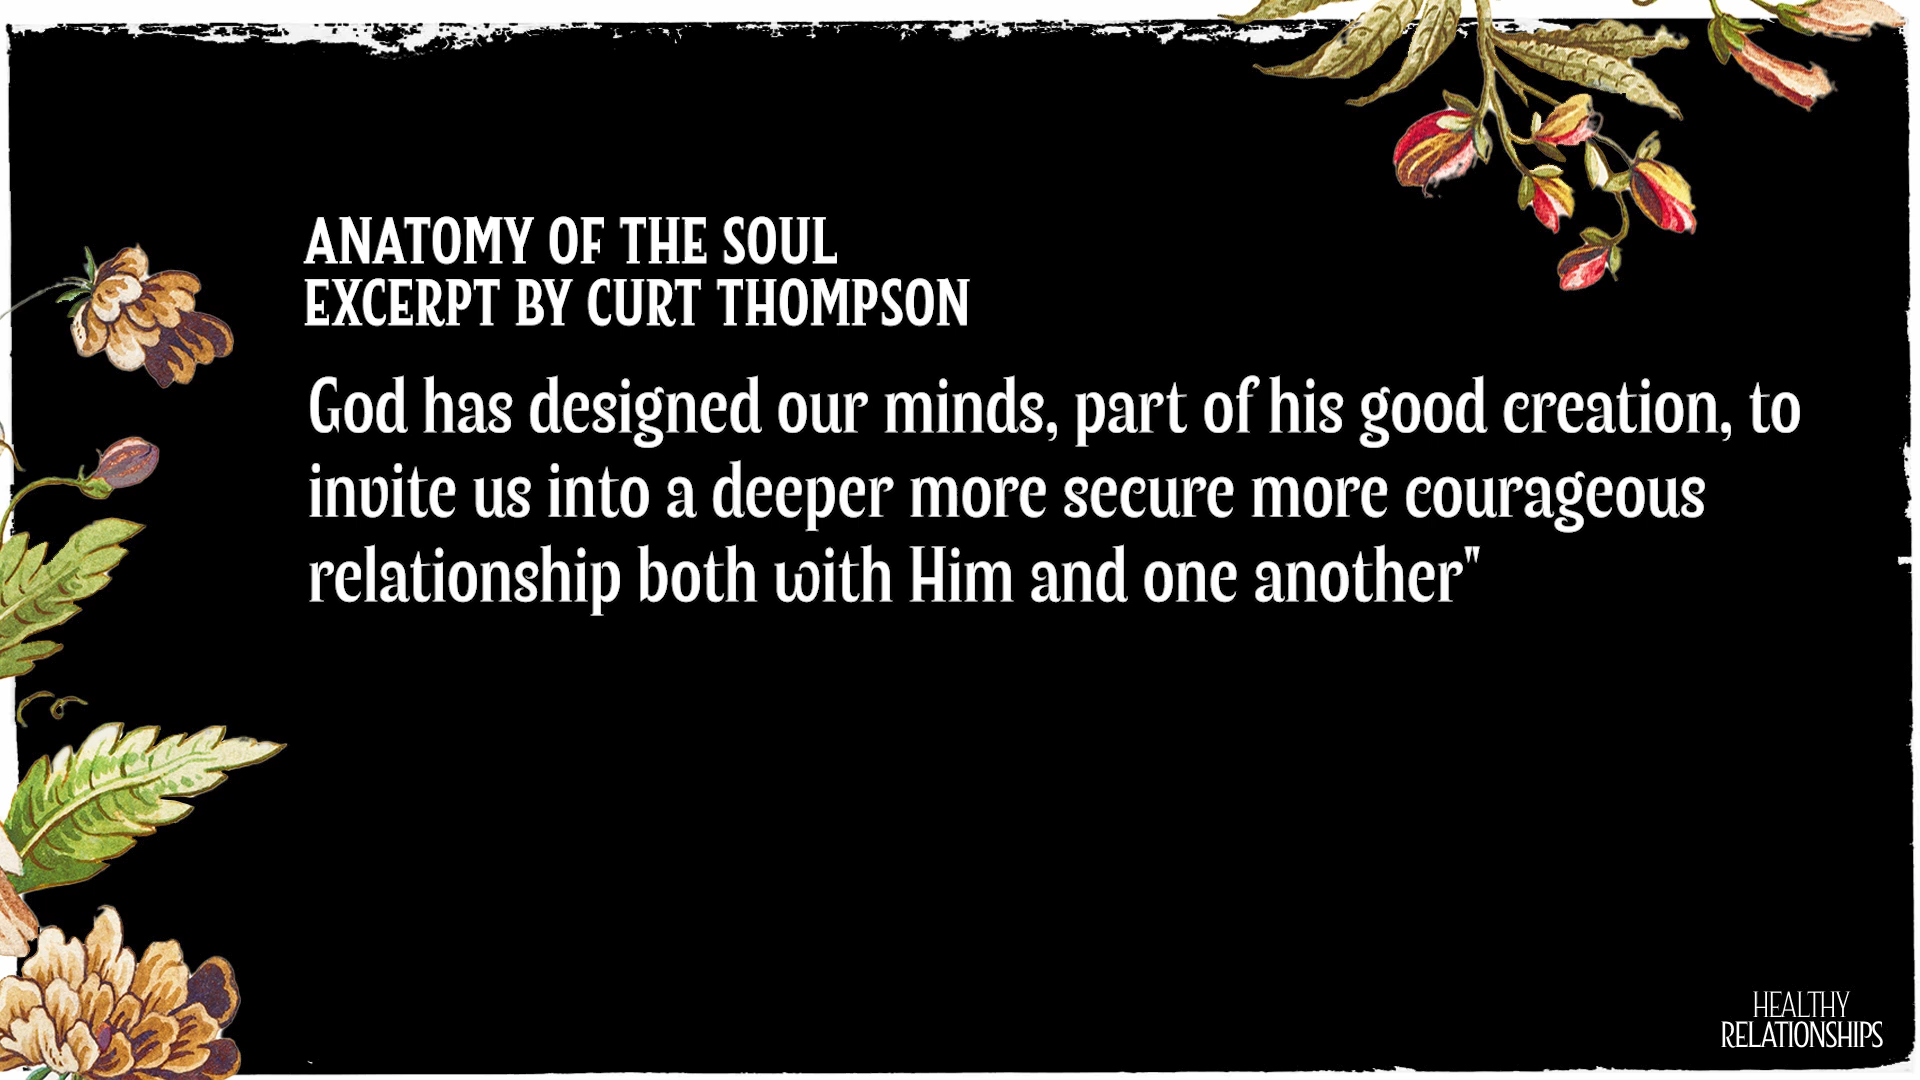 ANATOMY OF THE SOUL
EXCERPT BY CURT THOMPSON
God has designed our minds, part of his good creation, to
invite us into a deeper more secure more courageous
relationship both with Him and one another"
HEALTHY
RELATIONSHIPS